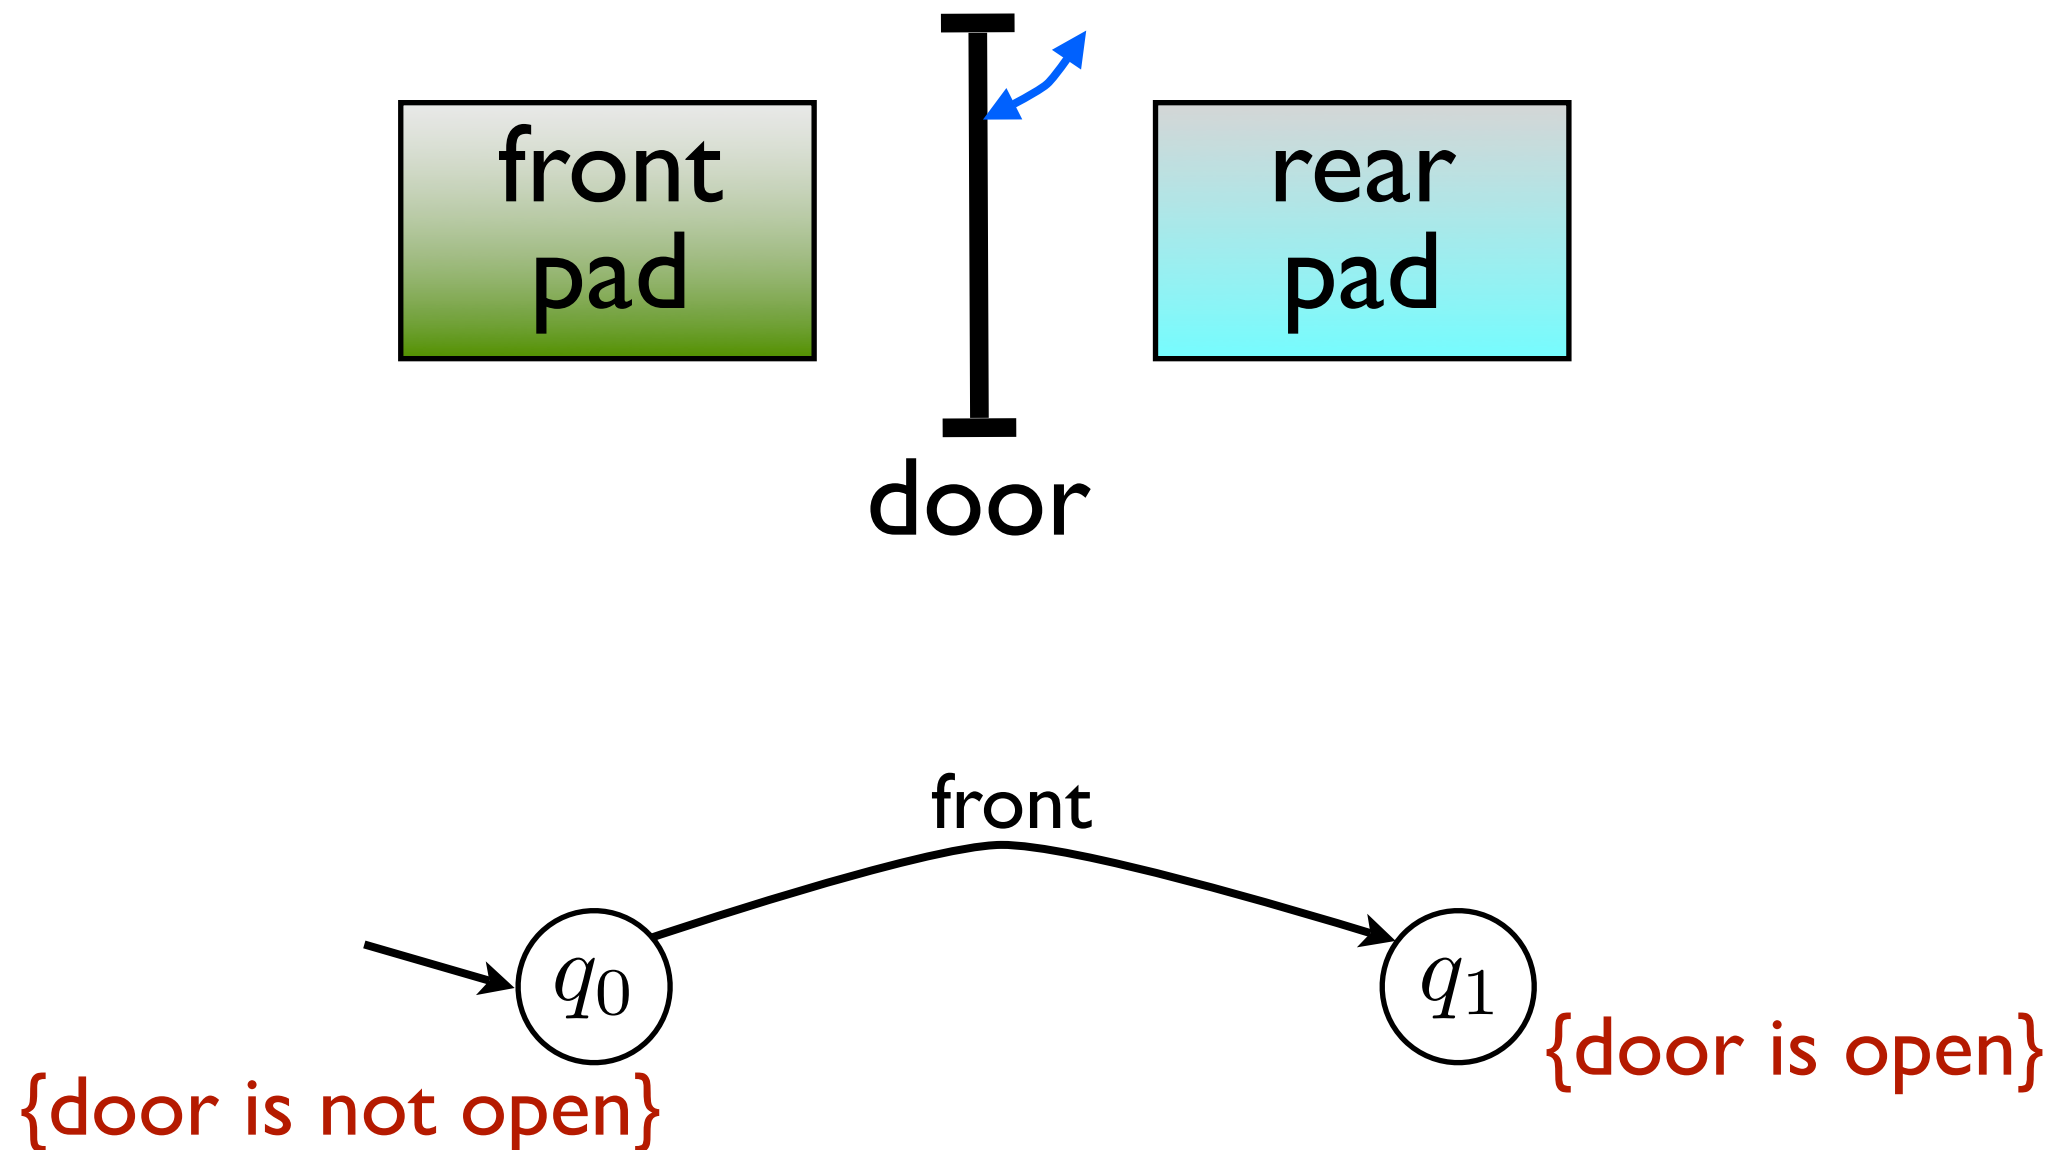 front
pad
rear
pad
door
front
q₀
q₁
{door is open}
{door is not open}